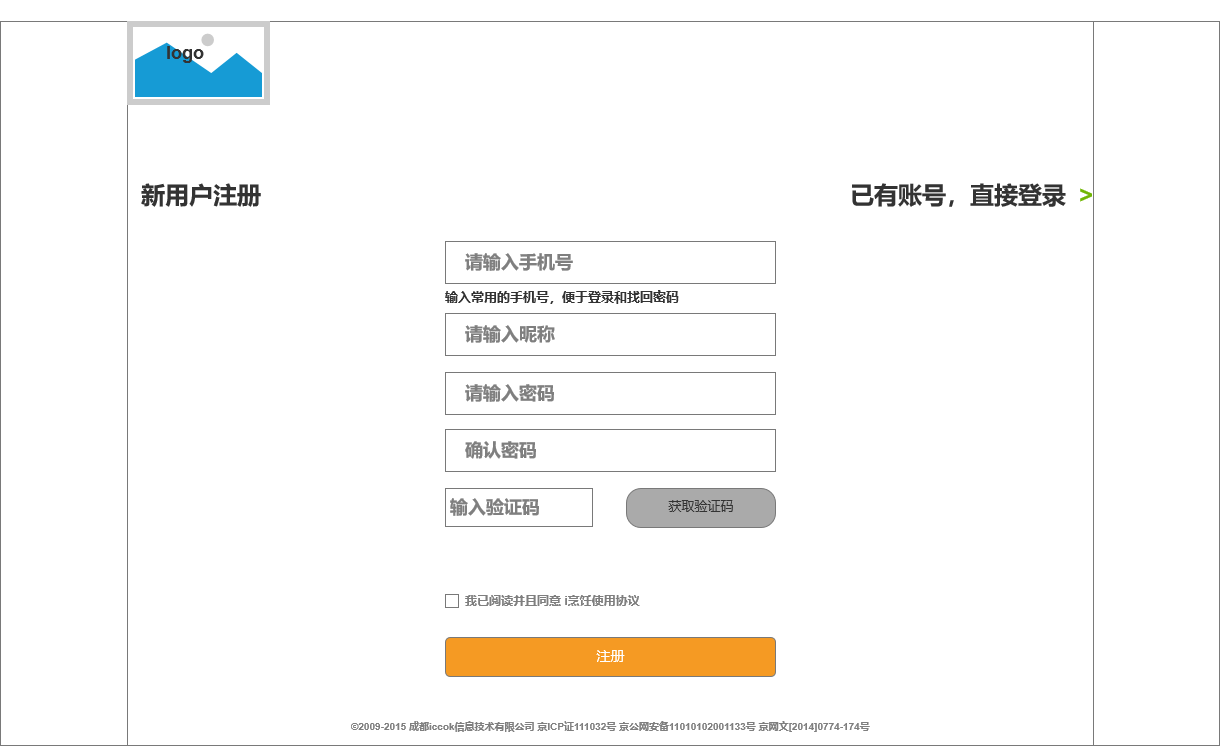 logo
新用户注册
已有账号，直接登录 >
请输入手机号
输入常用的手机号，便于登录和找回密码
请输入昵称
请输入密码
确认密码
输入验证码
获取验证码
我已阅读并且同意 i烹饪使用协议
注册
©2009-2015 成都iccok信息技术有限公司 京ICP证111032号 京公网安备11010102001133号 京网文[2014]0774-174号